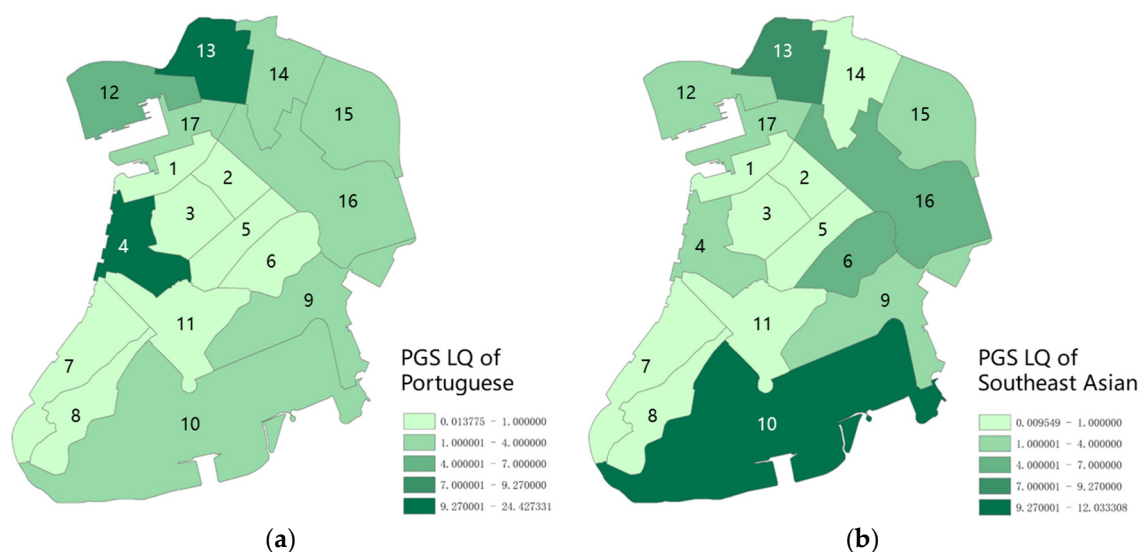 13
14
12
15
17
1
2
3
16
5
4
6
9
11
7
8
10
PGS LQ of
Portuguese
0.013775 - 1.000000
1.000001 - 4.000000
4.000001 - 7.000000
7.000001 - 9.270000
9.270001 - 24.427331
(a)
13
14
12
15
17
1
2
3
16
5
4
6
9
11
7
8
10
PGS LQ of
Southeast Asian
0.009549 - 1.000000
1.000001 - 4.000000
4.000001 - 7.000000
7.000001 - 9.270000
9.270001 - 12.033308
(b)